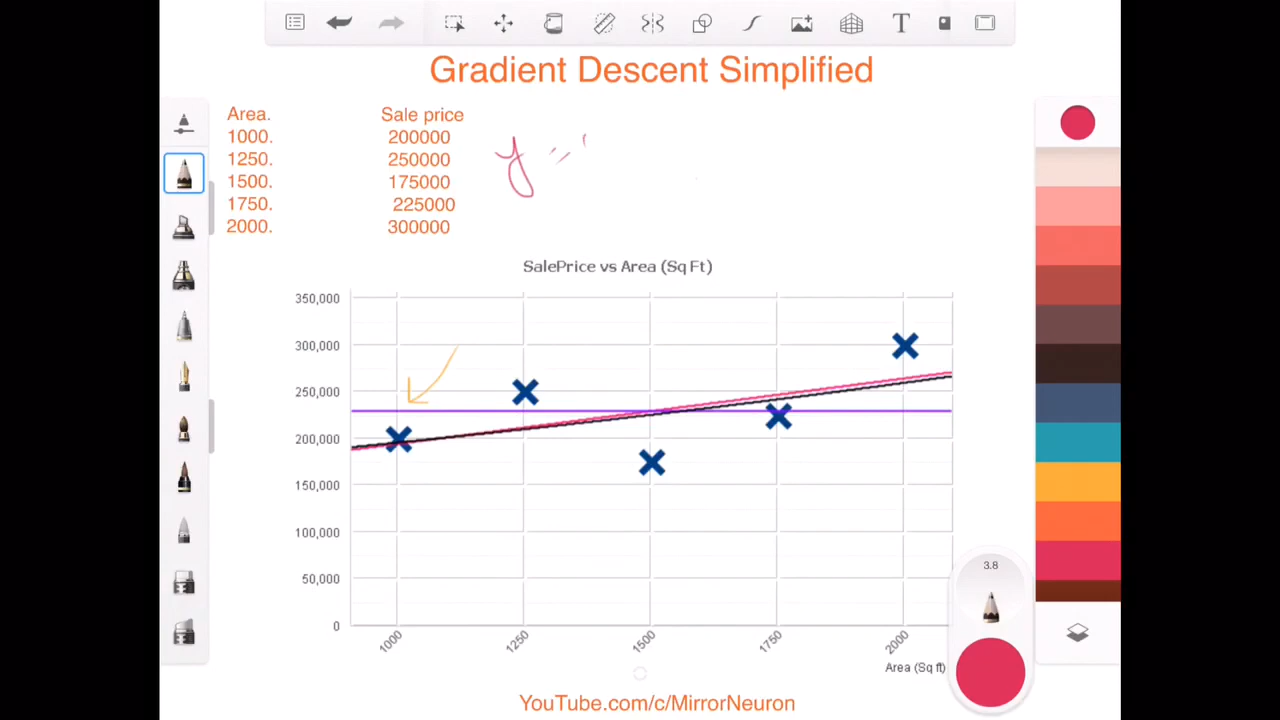 Gradient Descent Simplified
Area. Sale price
1000. 200000
1250. 250000
1500. 175000
1750. 225000
2000. 300000
y =
SalePrice vs Area (Sq Ft)
350,000
300,000
250,000
200,000
150,000
100,000
50,000
0
1000 1250 1500 1750 2000
Area (Sq ft)
3.8
YouTube.com/c/MirrorNeuron